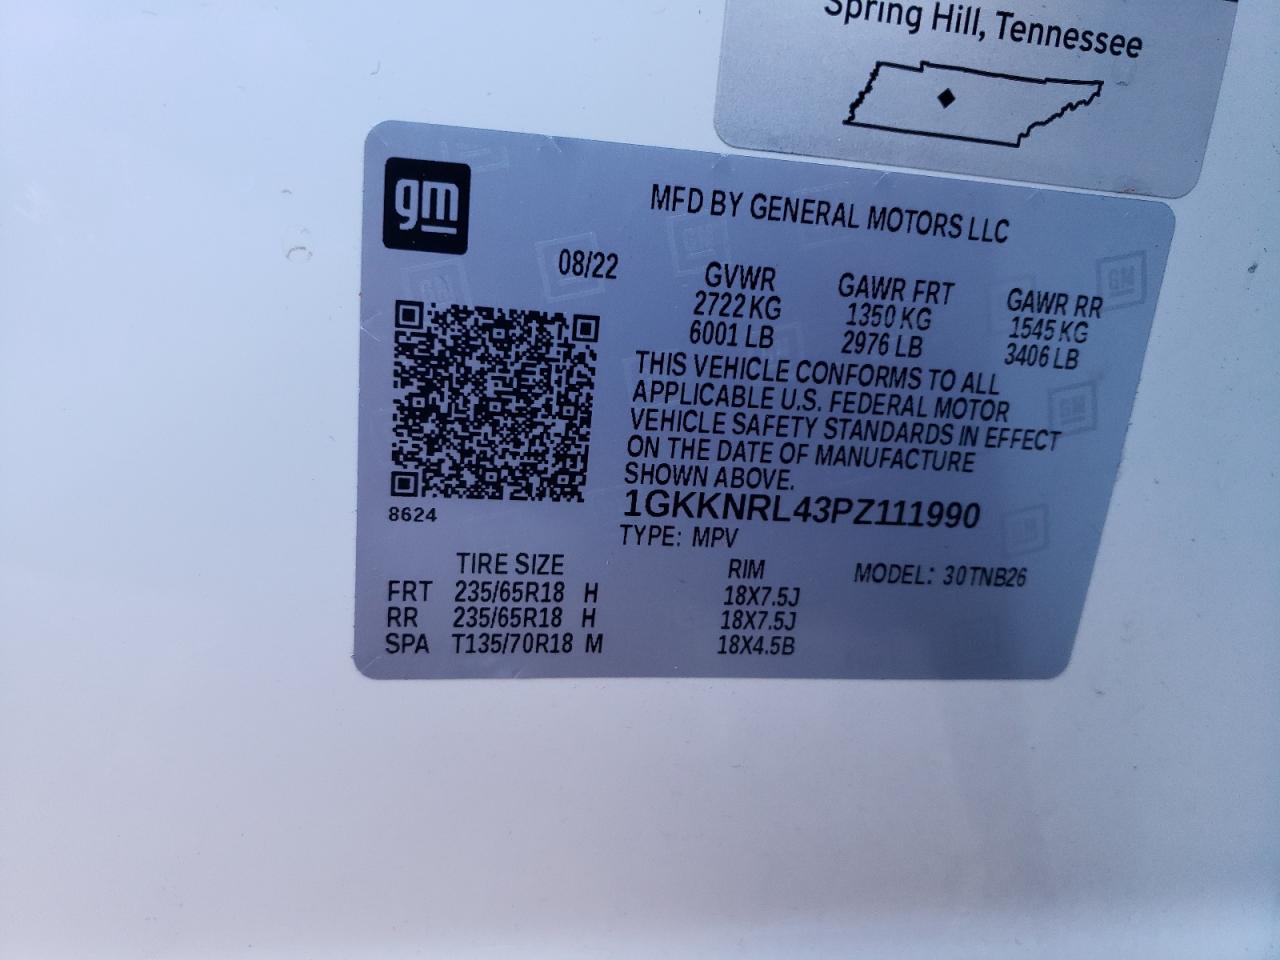 Spring Hill, Tennessee
gm
MFD BY GENERAL MOTORS LLC
08/22
GVWR
2722 KG
6001 LB
GAWR FRT
1350 KG
2976 LB
GAWR RR
1545 KG
3406 LB
THIS VEHICLE CONFORMS TO ALL
APPLICABLE U.S. FEDERAL MOTOR
VEHICLE SAFETY STANDARDS IN EFFECT
ON THE DATE OF MANUFACTURE
SHOWN ABOVE.
1GKKNRL43PZ111990
8624
TYPE: MPV
TIRE SIZE RIM MODEL: 30TNB26
FRT 235/65R18 H 18X7.5J
RR 235/65R18 H 18X7.5J
SPA T135/70R18 M 18X4.5B